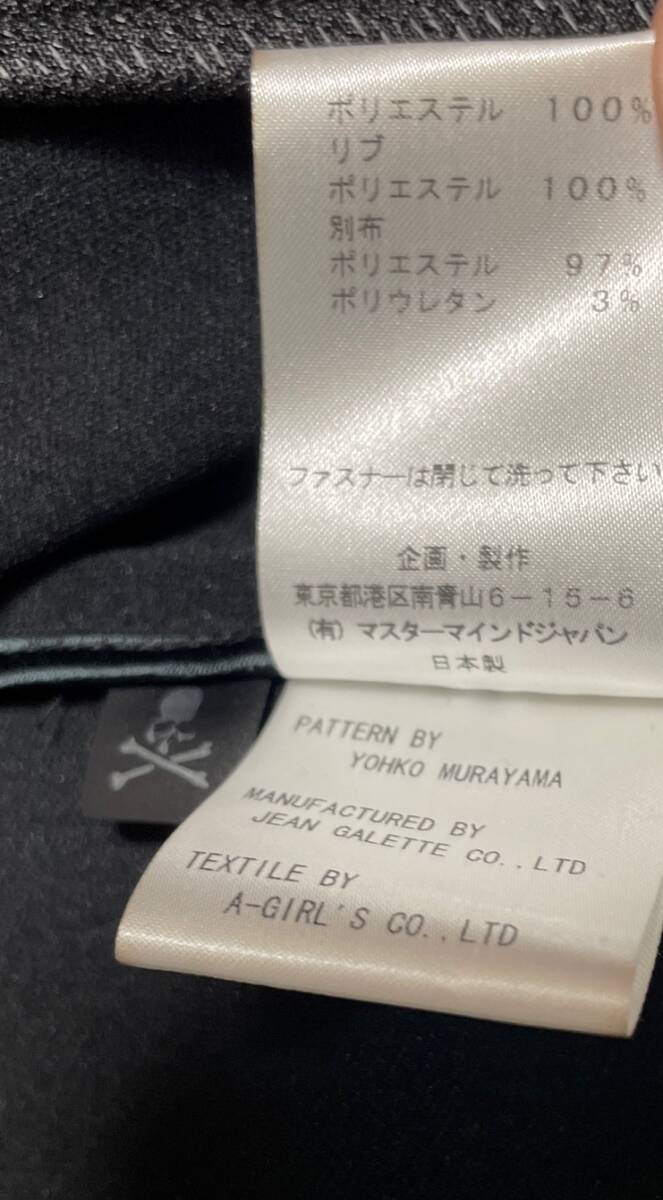 ポリエステル　１００％
リブ
ポリエステル　１００％
別布
ポリエステル　　９７％
ポリウレタン　　　３％
ファスナーは閉じて洗って下さい
企画・製作
東京都港区南青山６－１５－６
（有）マスターマインドジャパン
日本製
PATTERN BY
YOHKO MURAYAMA
MANUFACTURED BY
JEAN GALETTE CO.,LTD
TEXTILE BY
A-GIRL'S CO.,LTD